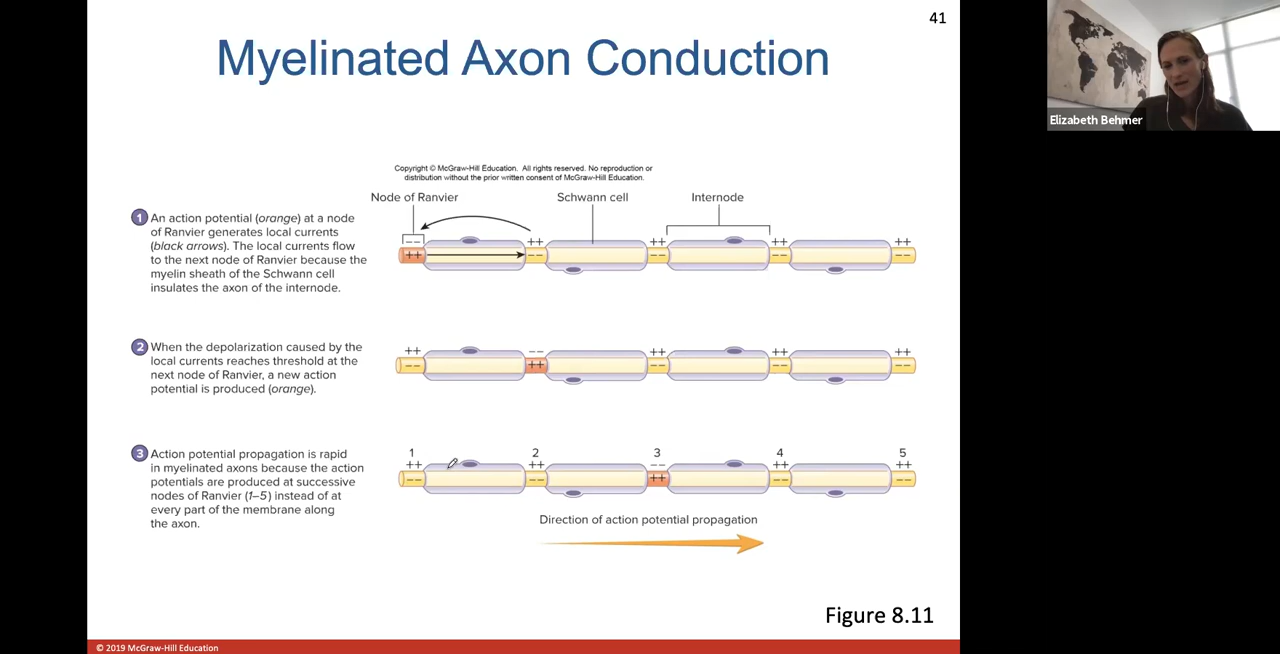 41
Myelinated Axon Conduction
Elizabeth Behmer
Copyright © McGraw-Hill Education. All rights reserved. No reproduction or
distribution without the prior written consent of McGraw-Hill Education.
Node of Ranvier
Schwann cell
Internode
1 An action potential (orange) at a node
of Ranvier generates local currents
(black arrows). The local currents flow
to the next node of Ranvier because the
myelin sheath of the Schwann cell
insulates the axon of the internode.
−− ++ ++ ++ ++
++ −− −− −− −−
2 When the depolarization caused by the
local currents reaches threshold at the
next node of Ranvier, a new action
potential is produced (orange).
++ −− ++ ++ ++
−− ++ −− −− −−
3 Action potential propagation is rapid
in myelinated axons because the action
potentials are produced at successive
nodes of Ranvier (1–5) instead of at
every part of the membrane along
the axon.
1 2 3 4 5
++ ++ −− ++ ++
−− −− ++ −− −−
Direction of action potential propagation
Figure 8.11
© 2019 McGraw-Hill Education